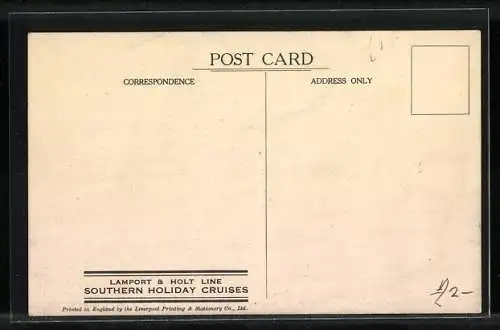 POST CARD
CORRESPONDENCE
ADDRESS ONLY
LAMPORT & HOLT LINE
SOUTHERN HOLIDAY CRUISES
Printed in England by the Liverpool Printing & Stationery Co., Ltd.